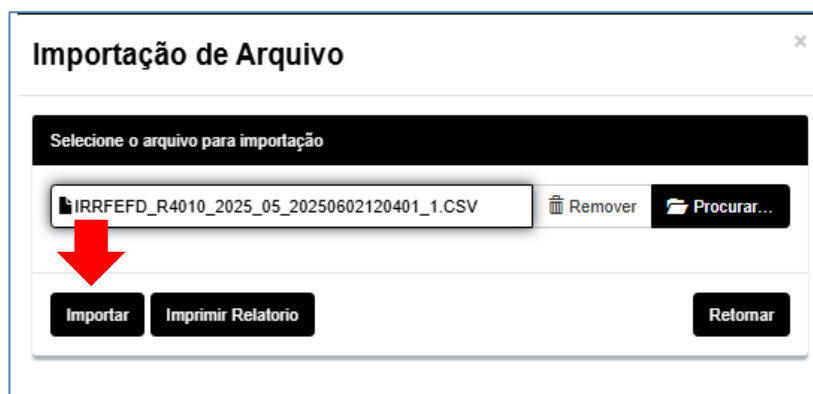 Importação de Arquivo
×
Selecione o arquivo para importação
IRRFEFD_R4010_2025_05_20250602120401_1.CSV Remover Procurar...
Importar Imprimir Relatorio Retornar